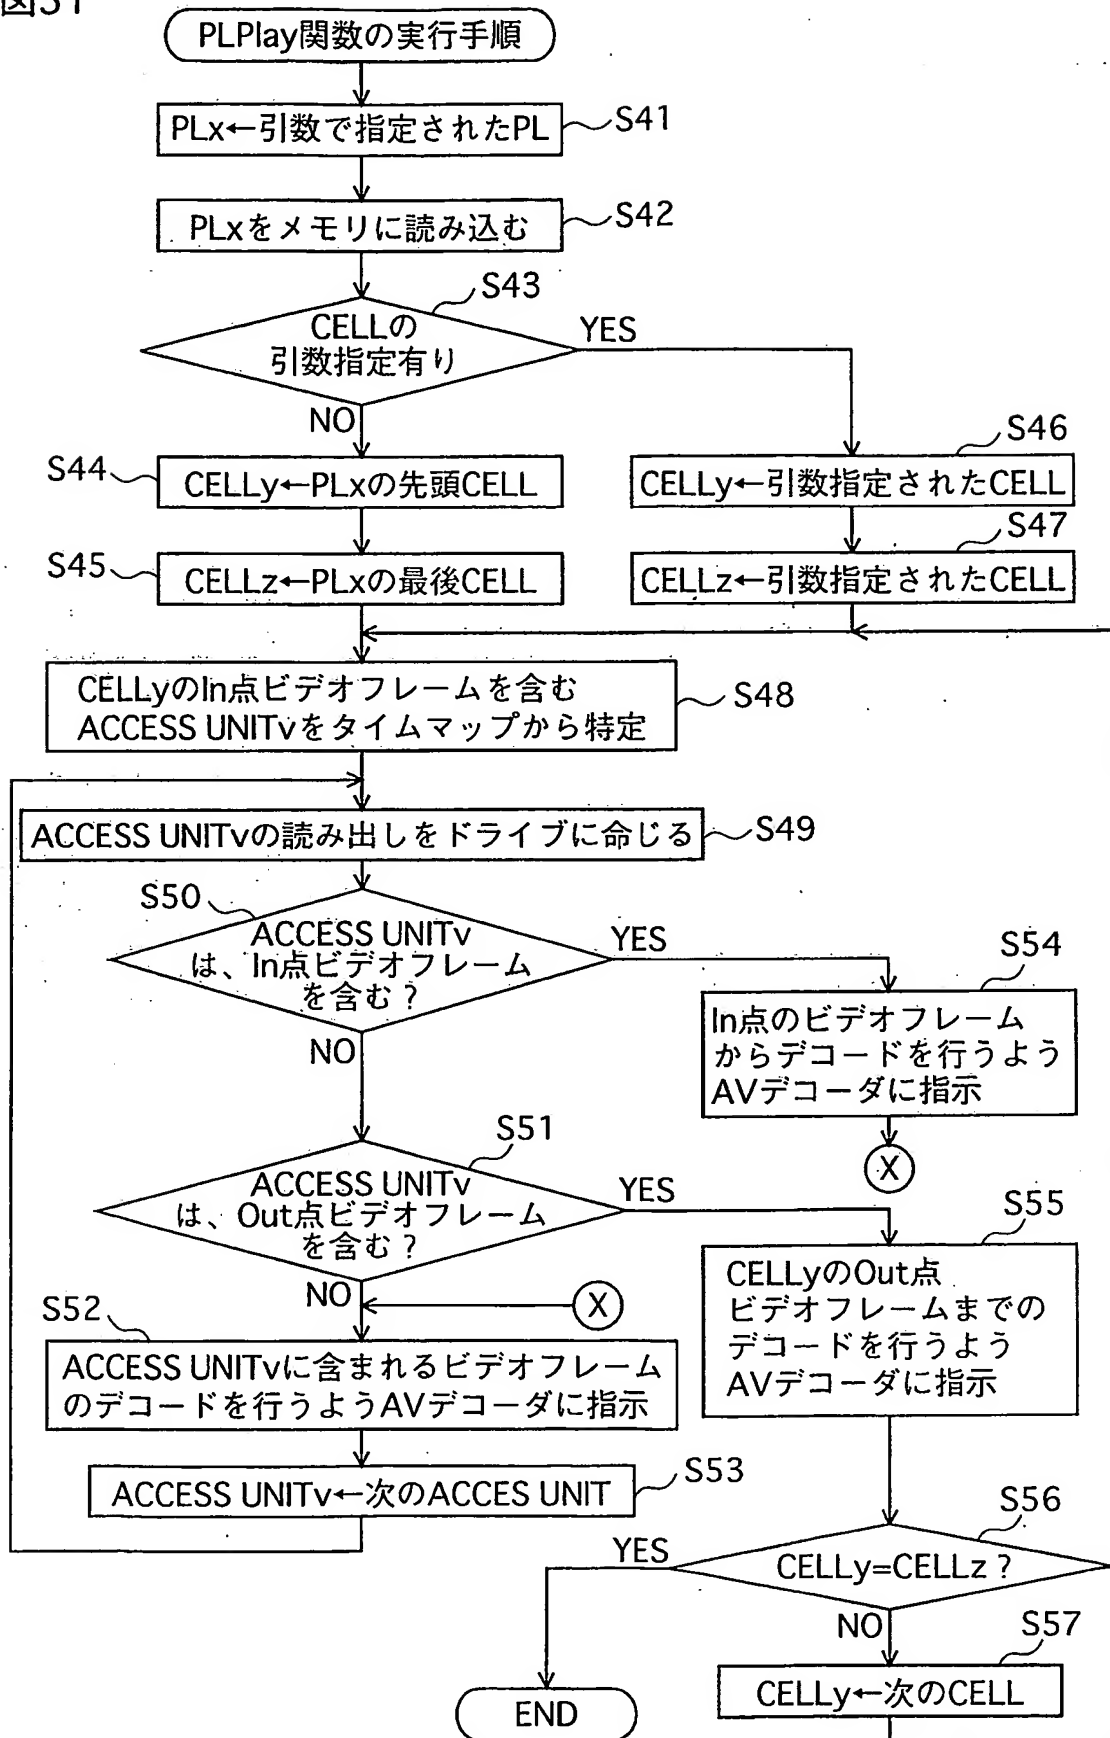 図31
PLPlay関数の実行手順
PLx←引数で指定されたPL
S41
PLxをメモリに読み込む
S42
S43
CELLの
引数指定有り
YES
NO
S44
CELLy←PLxの先頭CELL
S46
CELLy←引数指定されたCELL
S45
CELLz←PLxの最後CELL
S47
CELLz←引数指定されたCELL
CELLyのIn点ビデオフレームを含む
ACCESS UNITvをタイムマップから特定
S48
ACCESS UNITvの読み出しをドライブに命じる
S49
S50
ACCESS UNITv
は、In点ビデオフレーム
を含む?
YES
NO
S54
In点のビデオフレーム
からデコードを行うよう
AVデコーダに指示
X
S51
ACCESS UNITv
は、Out点ビデオフレーム
を含む?
YES
NO
X
S55
CELLyのOut点
ビデオフレームまでの
デコードを行うよう
AVデコーダに指示
S52
ACCESS UNITvに含まれるビデオフレーム
のデコードを行うようAVデコーダに指示
S53
ACCESS UNITv←次のACCES UNIT
S56
CELLy=CELLz?
YES
NO
S57
CELLy←次のCELL
END